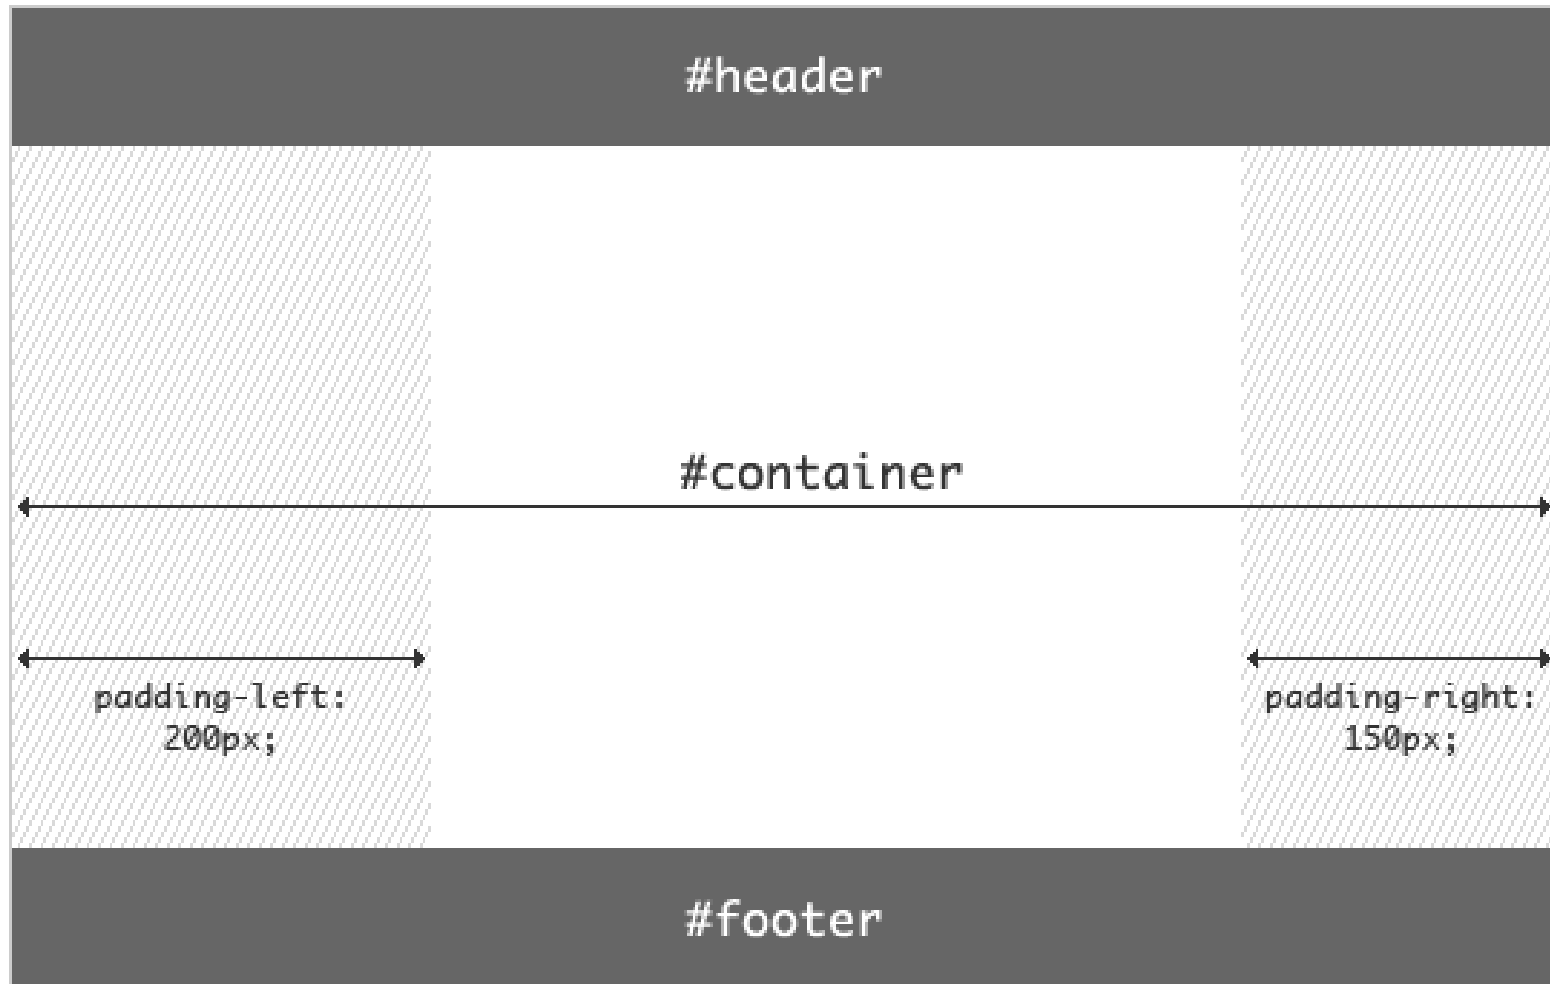 #header
#container
padding-left:
200px;
padding-right:
150px;
#footer